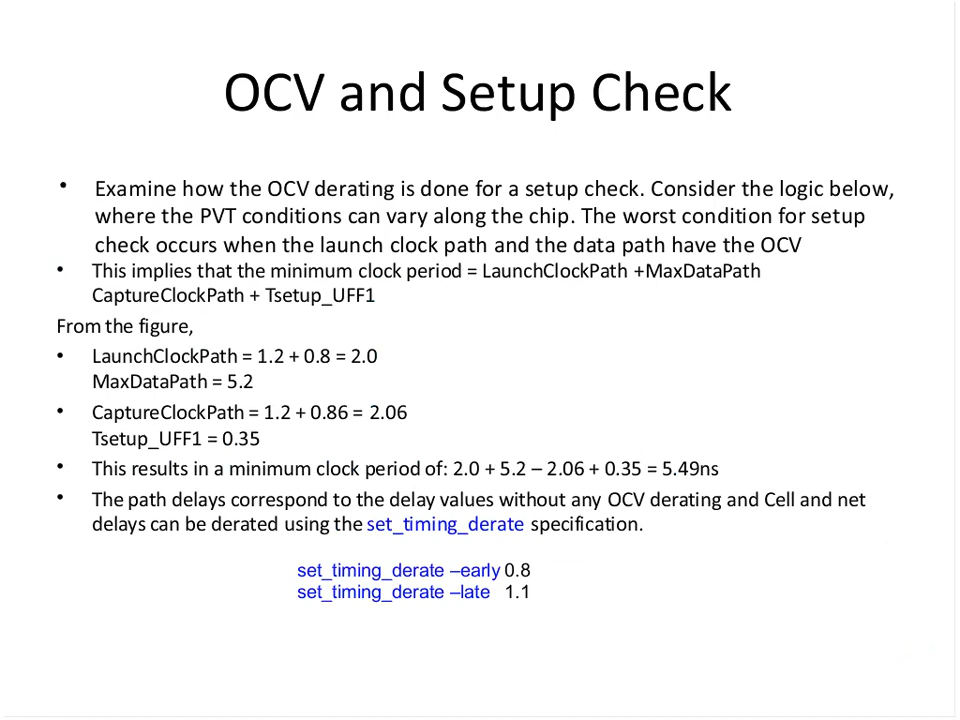 OCV and Setup Check
• Examine how the OCV derating is done for a setup check. Consider the logic below,
where the PVT conditions can vary along the chip. The worst condition for setup
check occurs when the launch clock path and the data path have the OCV
• This implies that the minimum clock period = LaunchClockPath +MaxDataPath
CaptureClockPath + Tsetup_UFF1
From the figure,
• LaunchClockPath = 1.2 + 0.8 = 2.0
MaxDataPath = 5.2
• CaptureClockPath = 1.2 + 0.86 = 2.06
Tsetup_UFF1 = 0.35
• This results in a minimum clock period of: 2.0 + 5.2 – 2.06 + 0.35 = 5.49ns
• The path delays correspond to the delay values without any OCV derating and Cell and net
delays can be derated using the set_timing_derate specification.
set_timing_derate –early 0.8
set_timing_derate –late 1.1